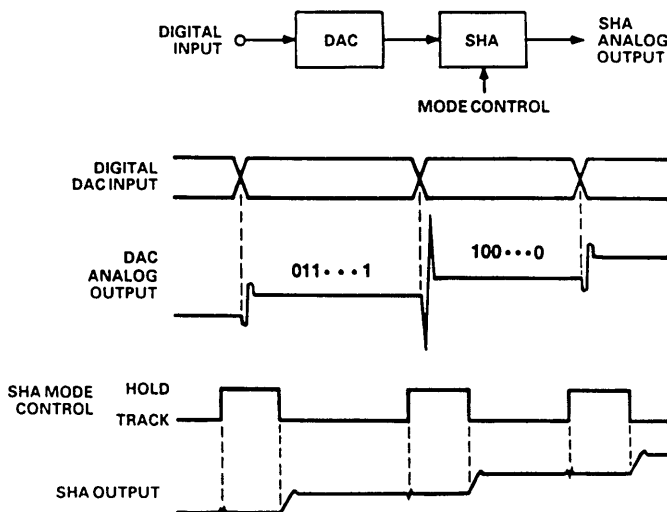 DIGITAL
INPUT
DAC
SHA
SHA
ANALOG
OUTPUT
MODE CONTROL
DIGITAL
DAC INPUT
DAC
ANALOG
OUTPUT
011•••1
100•••0
SHA MODE
CONTROL
HOLD
TRACK
SHA OUTPUT